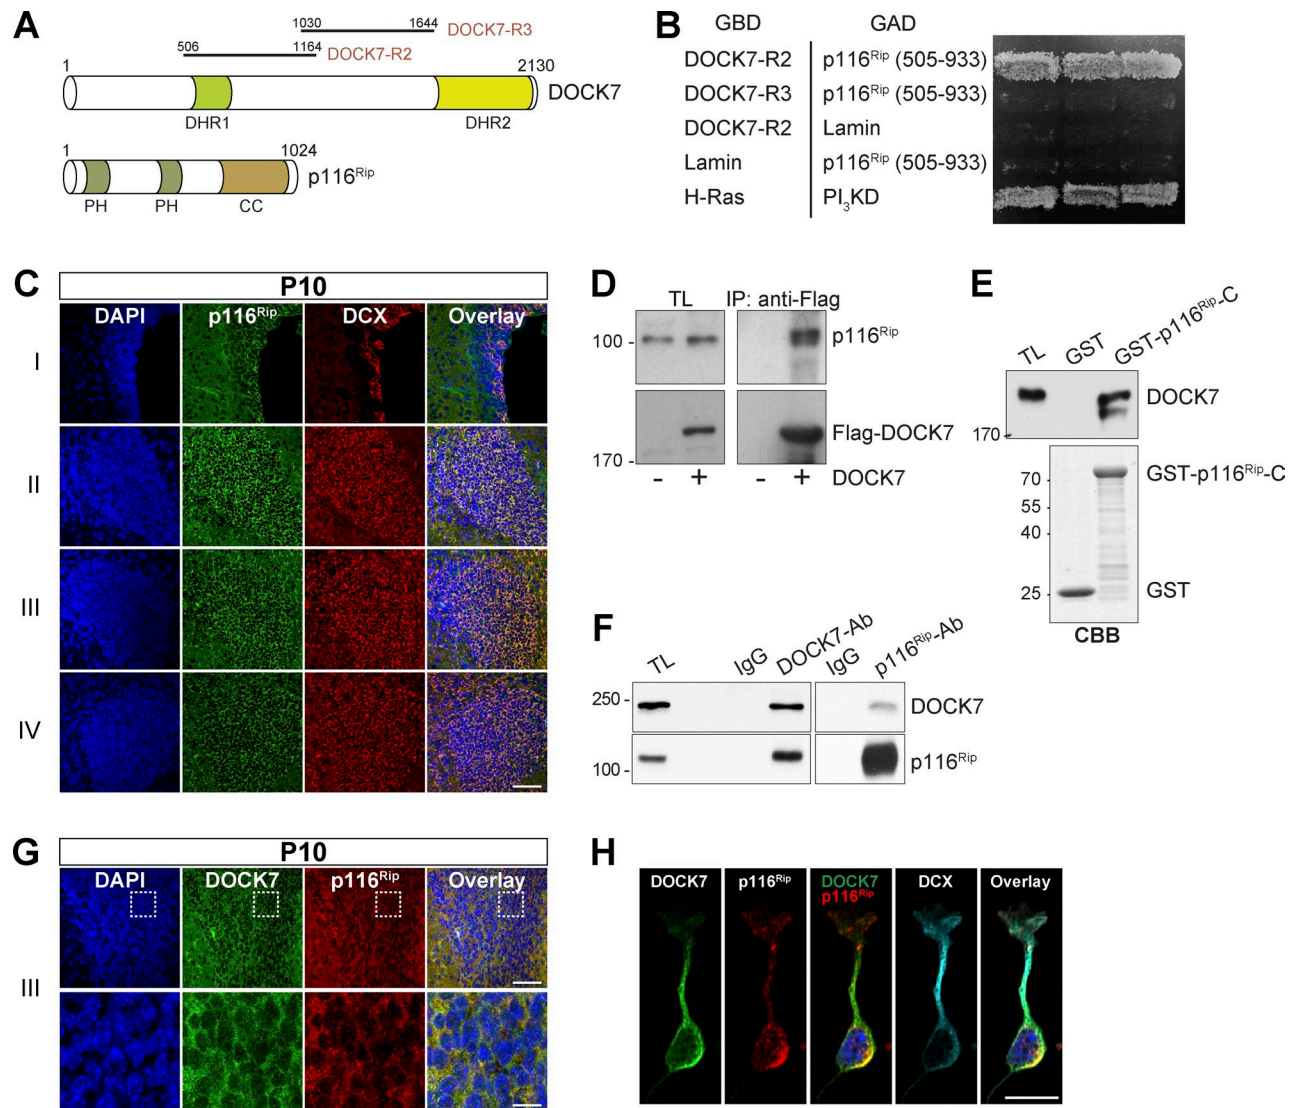 A
1030 1644
DOCK7-R3
506 1164
DOCK7-R2
1 2130
DOCK7
DHR1 DHR2
1 1024
p116Rip
PH PH CC
B
GBD GAD
DOCK7-R2 p116Rip (505-933)
DOCK7-R3 p116Rip (505-933)
DOCK7-R2 Lamin
Lamin p116Rip (505-933)
H-Ras PI3KD
C
P10
DAPI p116Rip DCX Overlay
I
II
III
IV
D
TL IP: anti-Flag
100 - p116Rip
Flag-DOCK7
170 -
- + - + DOCK7
E
TL GST GST-p116Rip-C
DOCK7
170 -
70 - GST-p116Rip-C
55 -
40 -
25 - GST
CBB
F
TL IgG DOCK7-Ab IgG p116Rip-Ab
250 - DOCK7
100 - p116Rip
G
P10
DAPI DOCK7 p116Rip Overlay
III
H
DOCK7 p116Rip DOCK7 DCX Overlay
p116Rip